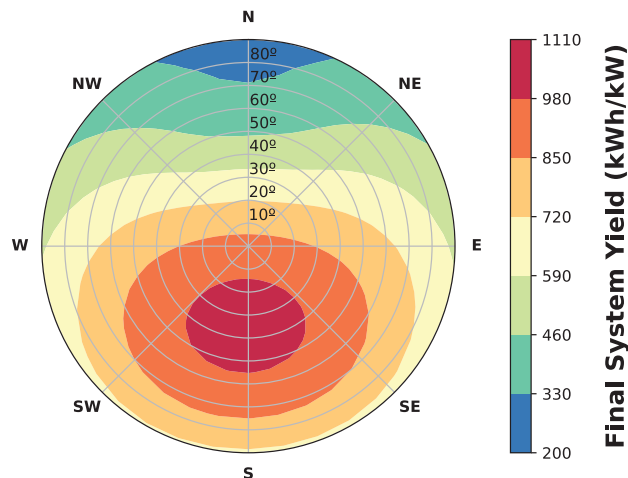 N
NW
NE
80º
70º
60º
50º
40º
30º
20º
10º
W
E
SW
SE
S
1110
980
850
720
590
460
330
200
Final System Yield (kWh/kW)